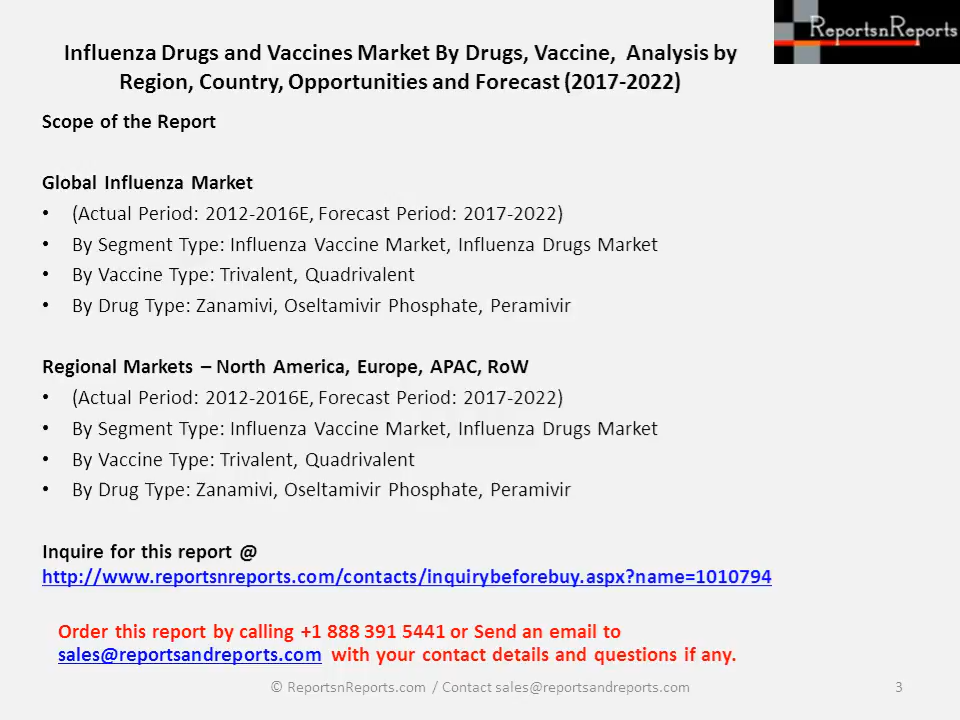 ReportsnReports
Influenza Drugs and Vaccines Market By Drugs, Vaccine, Analysis by
Region, Country, Opportunities and Forecast (2017-2022)
Scope of the Report
Global Influenza Market
• (Actual Period: 2012-2016E, Forecast Period: 2017-2022)
• By Segment Type: Influenza Vaccine Market, Influenza Drugs Market
• By Vaccine Type: Trivalent, Quadrivalent
• By Drug Type: Zanamivi, Oseltamivir Phosphate, Peramivir
Regional Markets – North America, Europe, APAC, RoW
• (Actual Period: 2012-2016E, Forecast Period: 2017-2022)
• By Segment Type: Influenza Vaccine Market, Influenza Drugs Market
• By Vaccine Type: Trivalent, Quadrivalent
• By Drug Type: Zanamivi, Oseltamivir Phosphate, Peramivir
Inquire for this report @
http://www.reportsnreports.com/contacts/inquirybeforebuy.aspx?name=1010794
Order this report by calling +1 888 391 5441 or Send an email to
sales@reportsandreports.com with your contact details and questions if any.
© ReportsnReports.com / Contact sales@reportsandreports.com
3